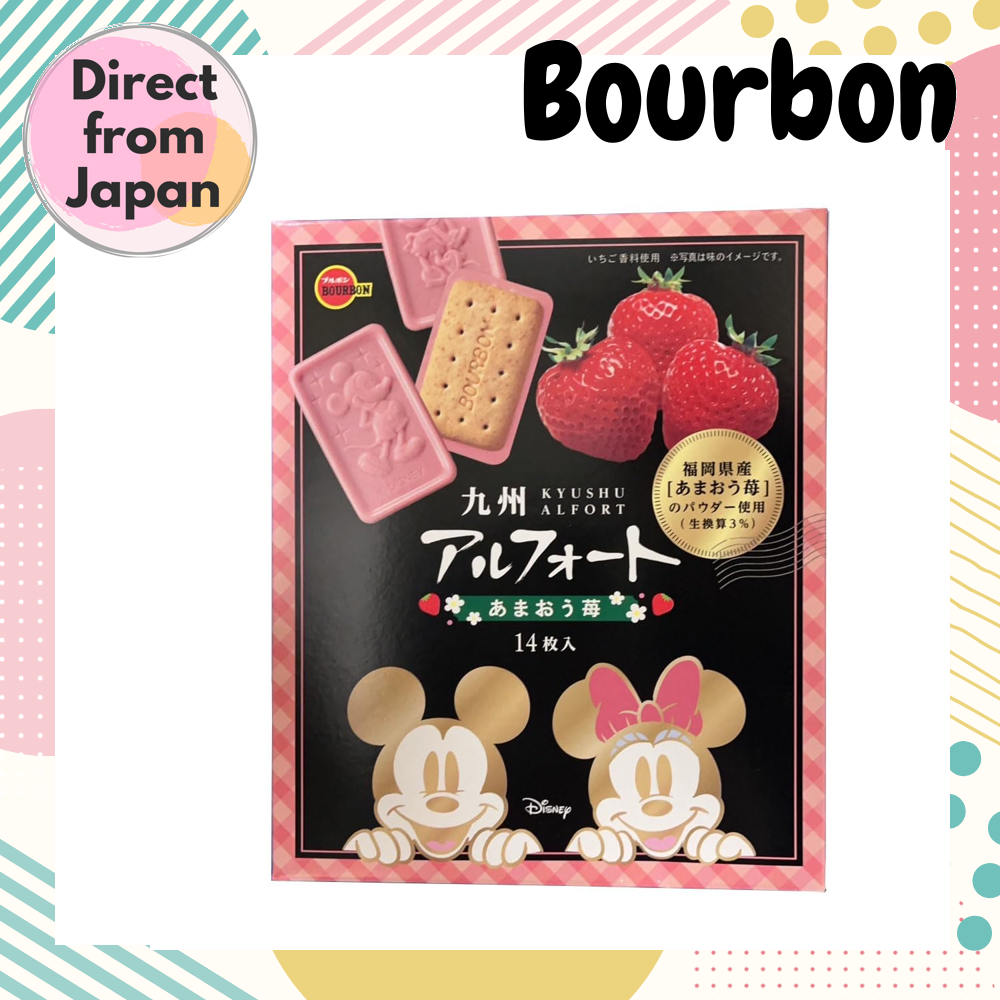 Direct
from
Japan
Bourbon
いちご香料使用 ※写真は味のイメージです。
ブルボン
BOURBON
BOURBON
福岡県産
[あまおう苺]
のパウダー使用
(生換算3%)
九州 KYUSHU
ALFORT
アルフォート
あまおう苺
14枚入
Disney